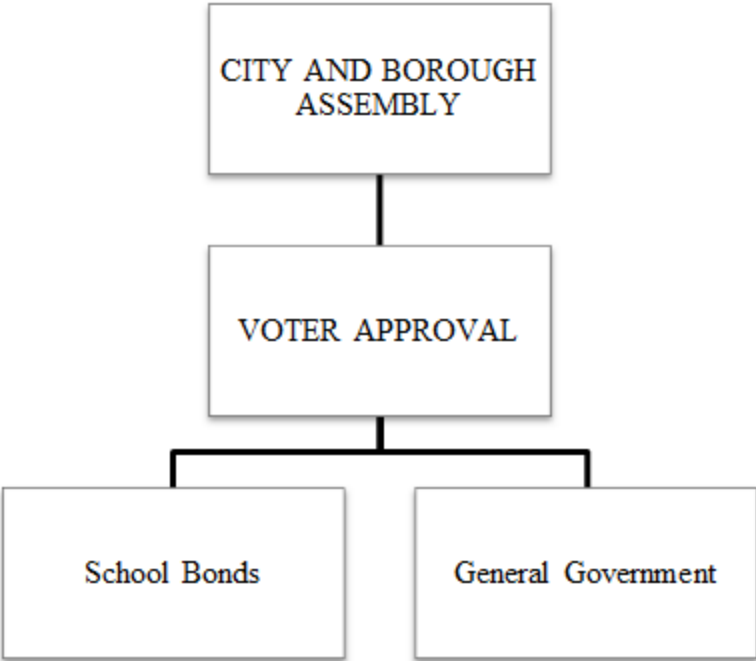 CITY AND BOROUGH
ASSEMBLY
VOTER APPROVAL
School Bonds
General Government